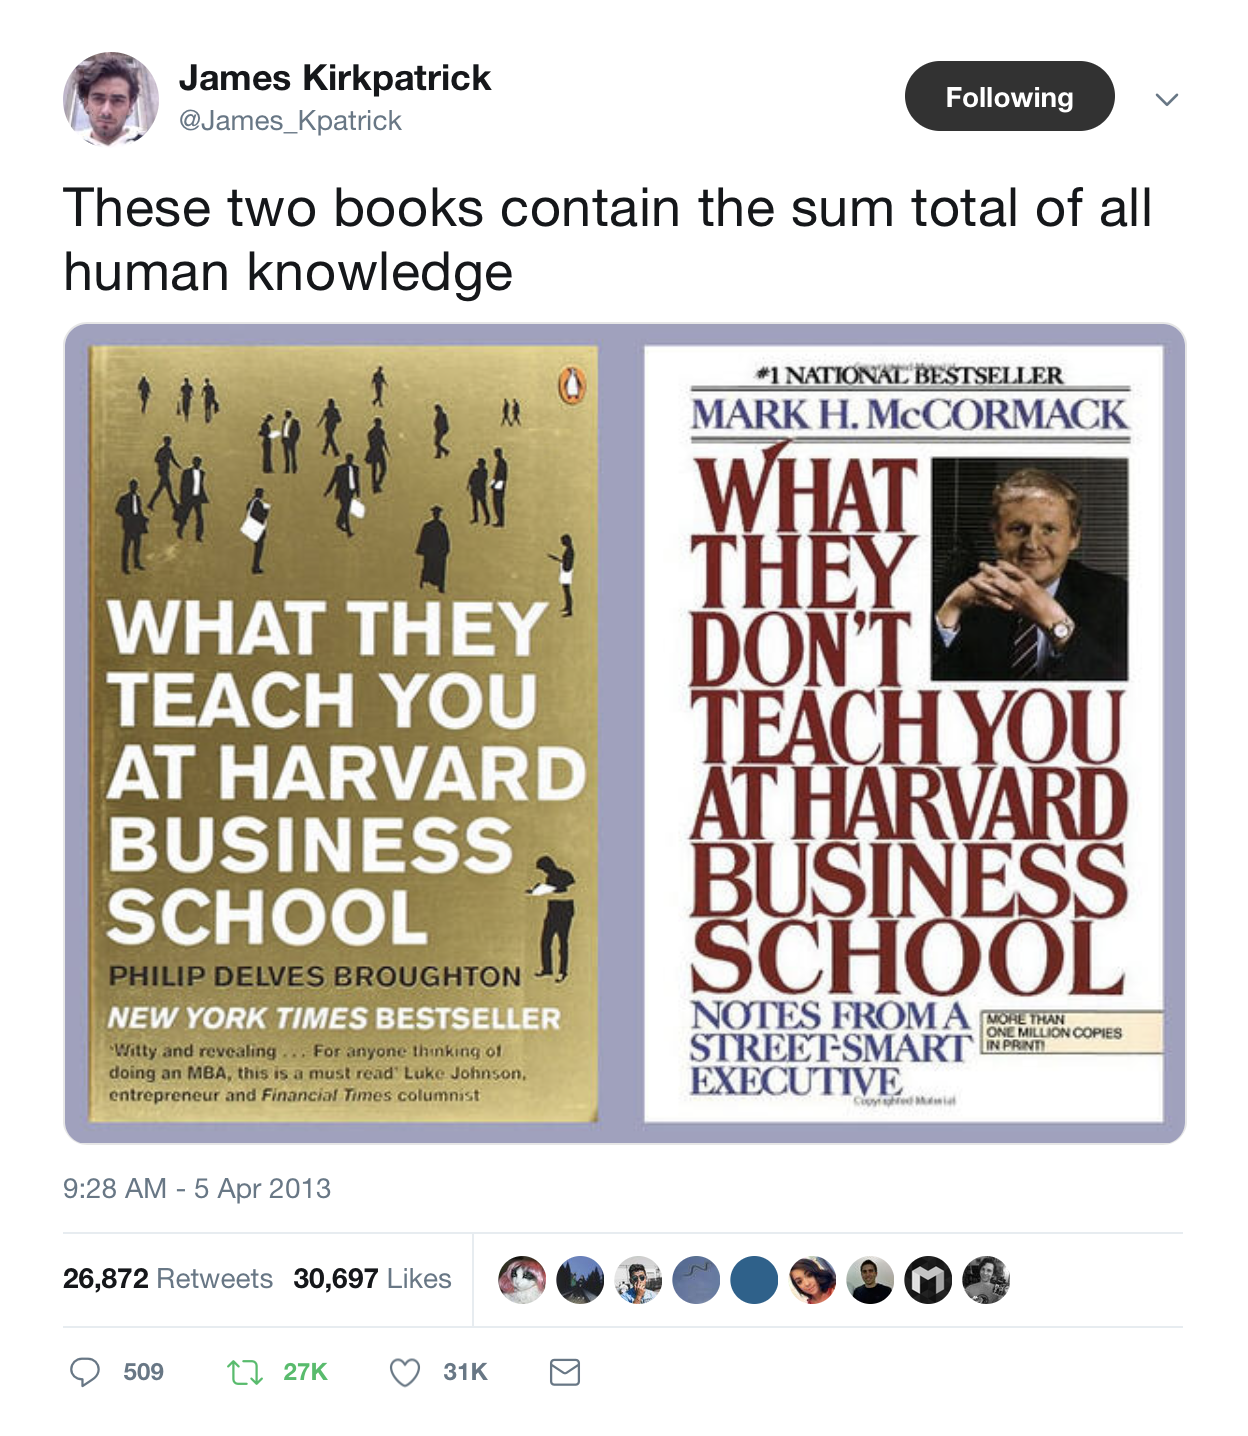 James Kirkpatrick
@James_Kpatrick
Following
These two books contain the sum total of all
human knowledge
WHAT THEY
TEACH YOU
AT HARVARD
BUSINESS
SCHOOL
PHILIP DELVES BROUGHTON
NEW YORK TIMES BESTSELLER
'Witty and revealing ... For anyone thinking of
doing an MBA, this is a must read' Luke Johnson,
entrepreneur and Financial Times columnist
Copyrighted Material
#1 NATIONAL BESTSELLER
MARK H. McCORMACK
WHAT
THEY
DON'T
TEACH YOU
AT HARVARD
BUSINESS
SCHOOL
NOTES FROM A
STREET-SMART
EXECUTIVE
MORE THAN
ONE MILLION COPIES
IN PRINT!
Copyrighted Material
9:28 AM - 5 Apr 2013
26,872 Retweets 30,697 Likes
M
509 27K 31K